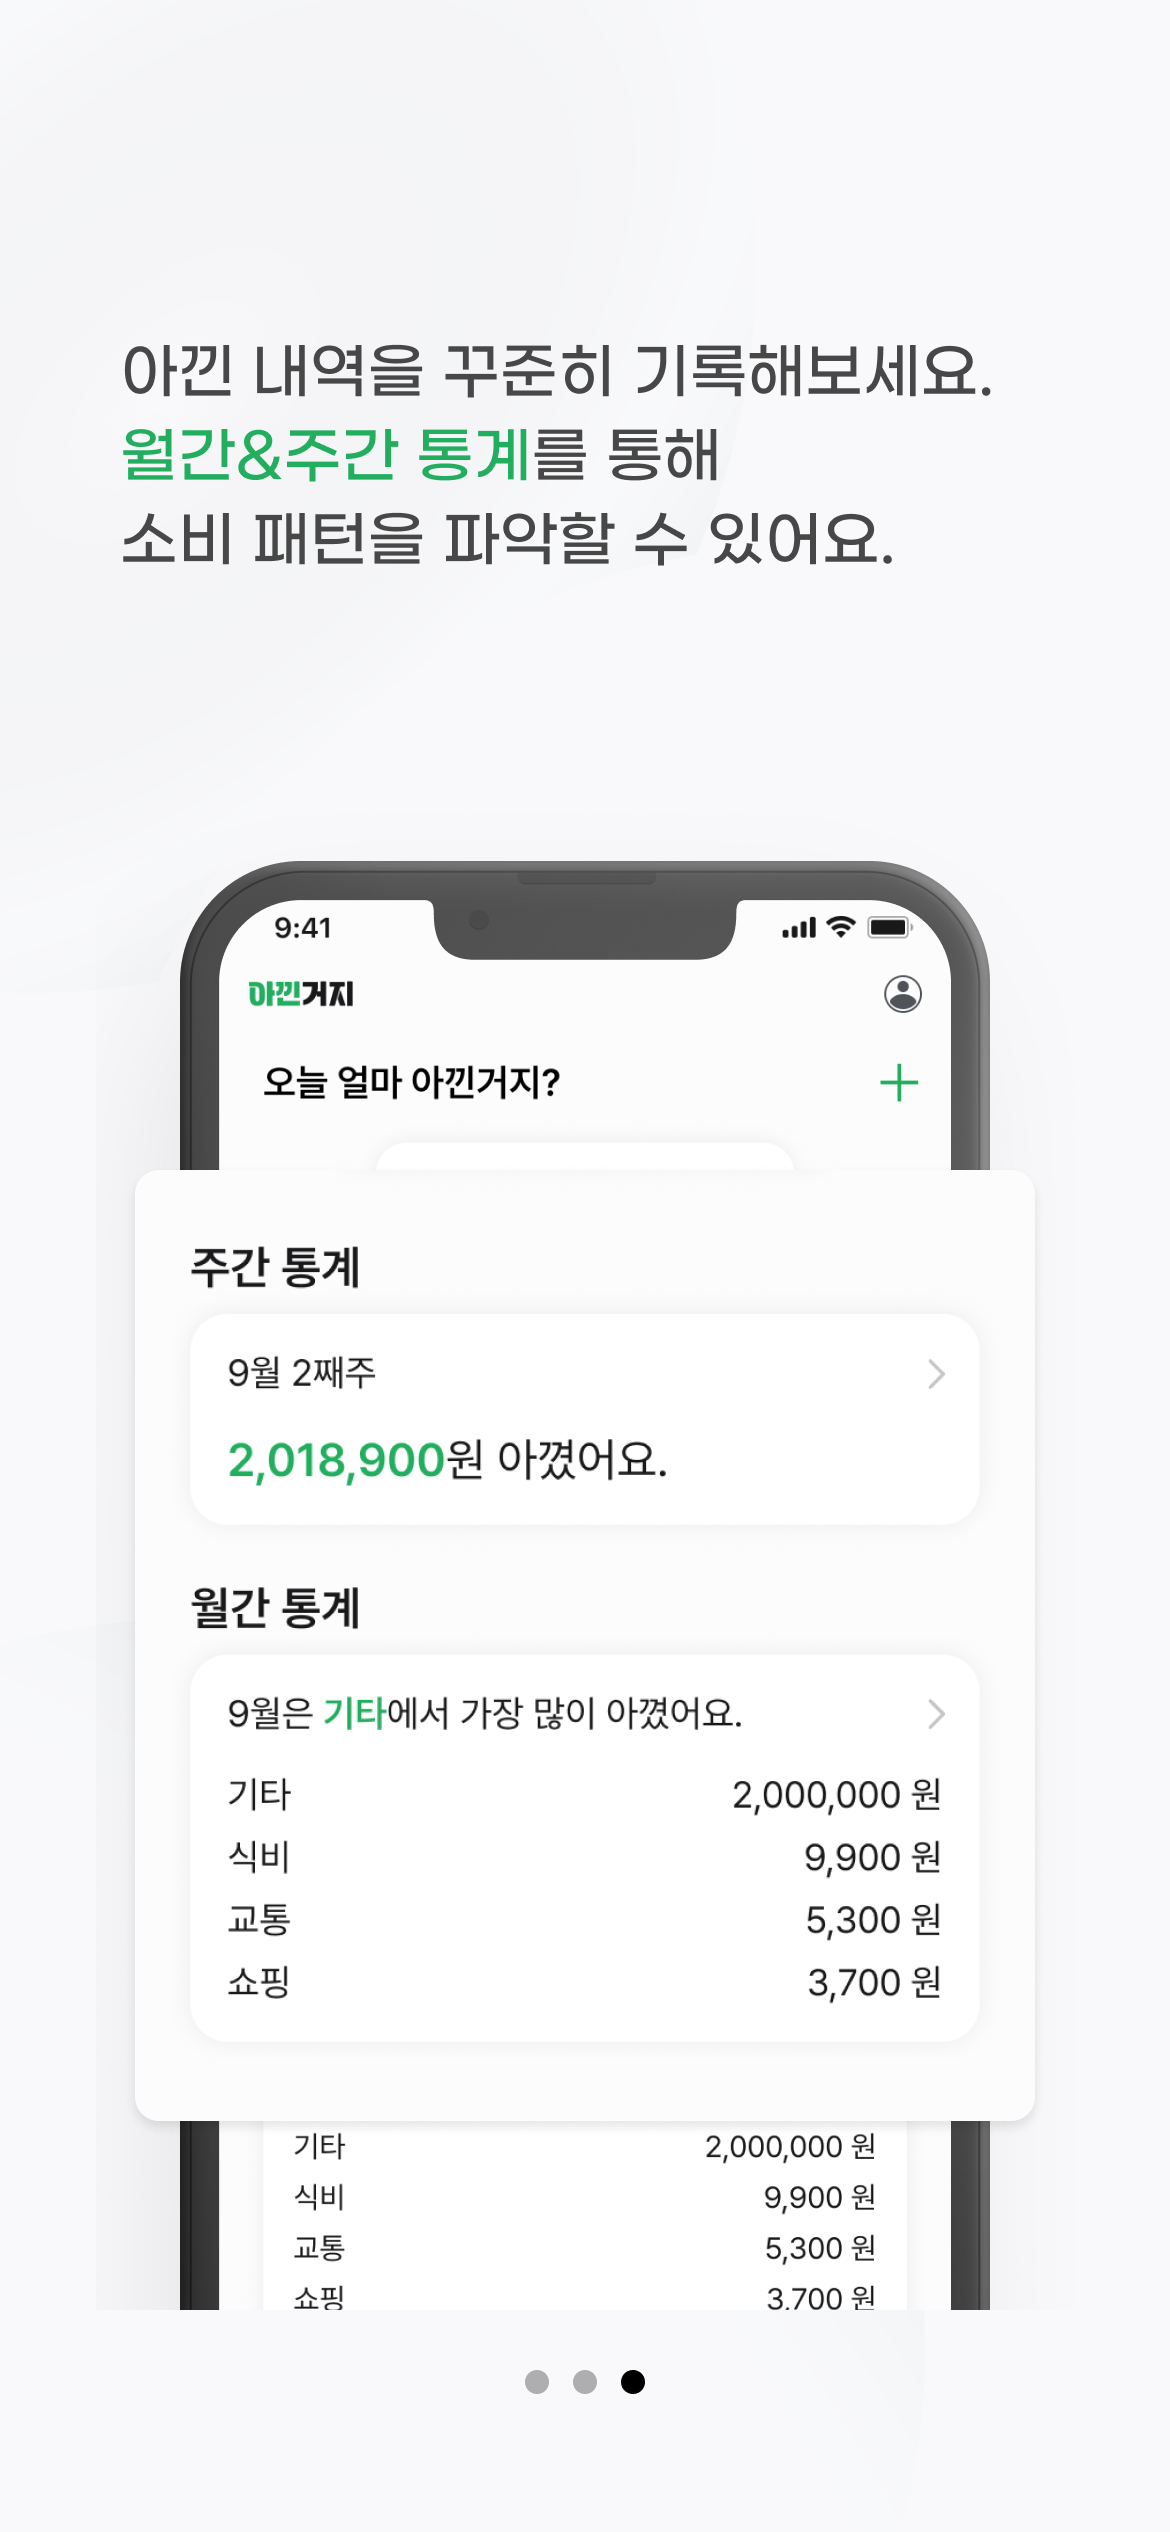 아낀 내역을 꾸준히 기록해보세요.
월간&주간 통계를 통해
소비 패턴을 파악할 수 있어요.
9:41
아낀거지
오늘 얼마 아낀거지?
주간 통계
9월 2째주
2,018,900원 아꼈어요.
월간 통계
9월은 기타에서 가장 많이 아꼈어요.
기타 2,000,000 원
식비 9,900 원
교통 5,300 원
쇼핑 3,700 원
기타 2,000,000 원
식비 9,900 원
교통 5,300 원
쇼핑 3,700 원